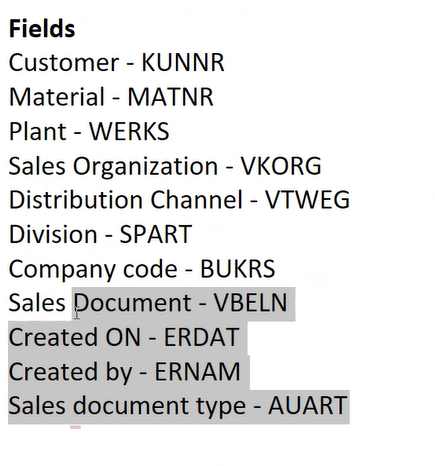 Fields
Customer - KUNNR
Material - MATNR
Plant - WERKS
Sales Organization - VKORG
Distribution Channel - VTWEG
Division - SPART
Company code - BUKRS
Sales Document - VBELN
Created ON - ERDAT
Created by - ERNAM
Sales document type - AUART